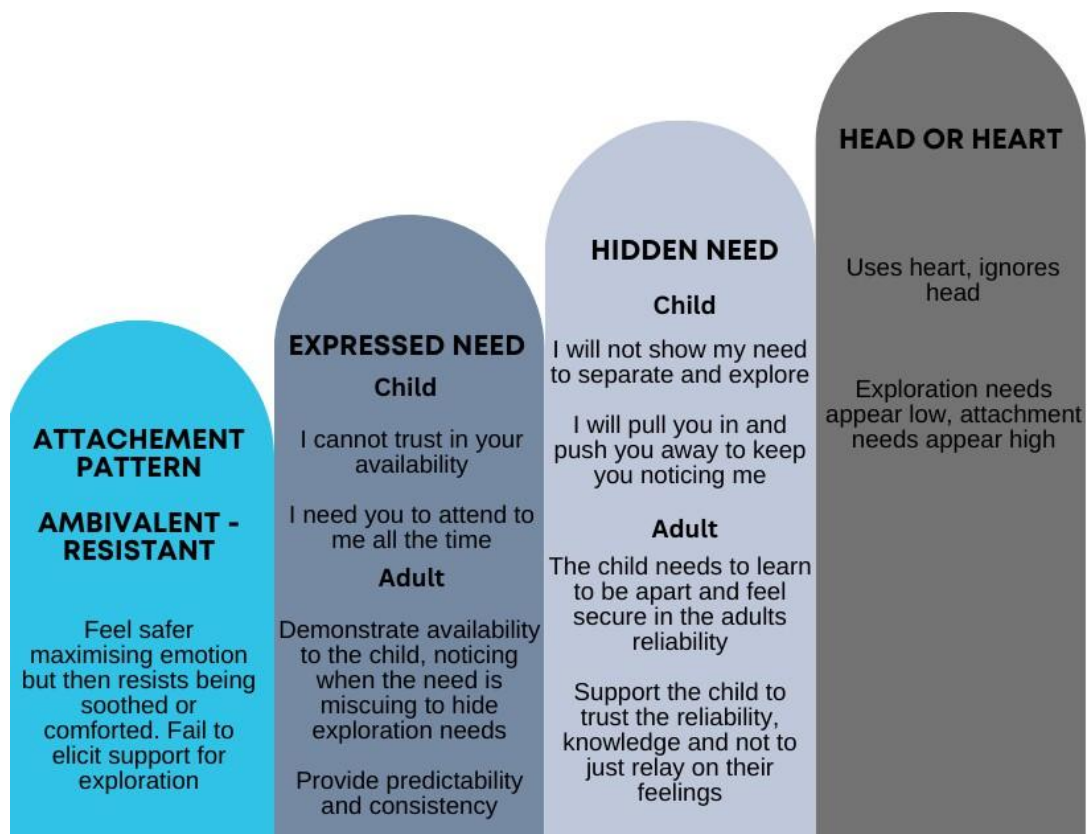 ATTACHEMENT
PATTERN
AMBIVALENT -
RESISTANT
Feel safer
maximising emotion
but then resists being
soothed or
comforted. Fail to
elicit support for
exploration
EXPRESSED NEED
Child
I cannot trust in your
availability
I need you to attend to
me all the time
Adult
Demonstrate availability
to the child, noticing
when the need is
miscuing to hide
exploration needs
Provide predictability
and consistency
HIDDEN NEED
Child
I will not show my need
to separate and explore
I will pull you in and
push you away to keep
you noticing me
Adult
The child needs to learn
to be apart and feel
secure in the adults
reliability
Support the child to
trust the reliability,
knowledge and not to
just relay on their
feelings
HEAD OR HEART
Uses heart, ignores
head
Exploration needs
appear low, attachment
needs appear high